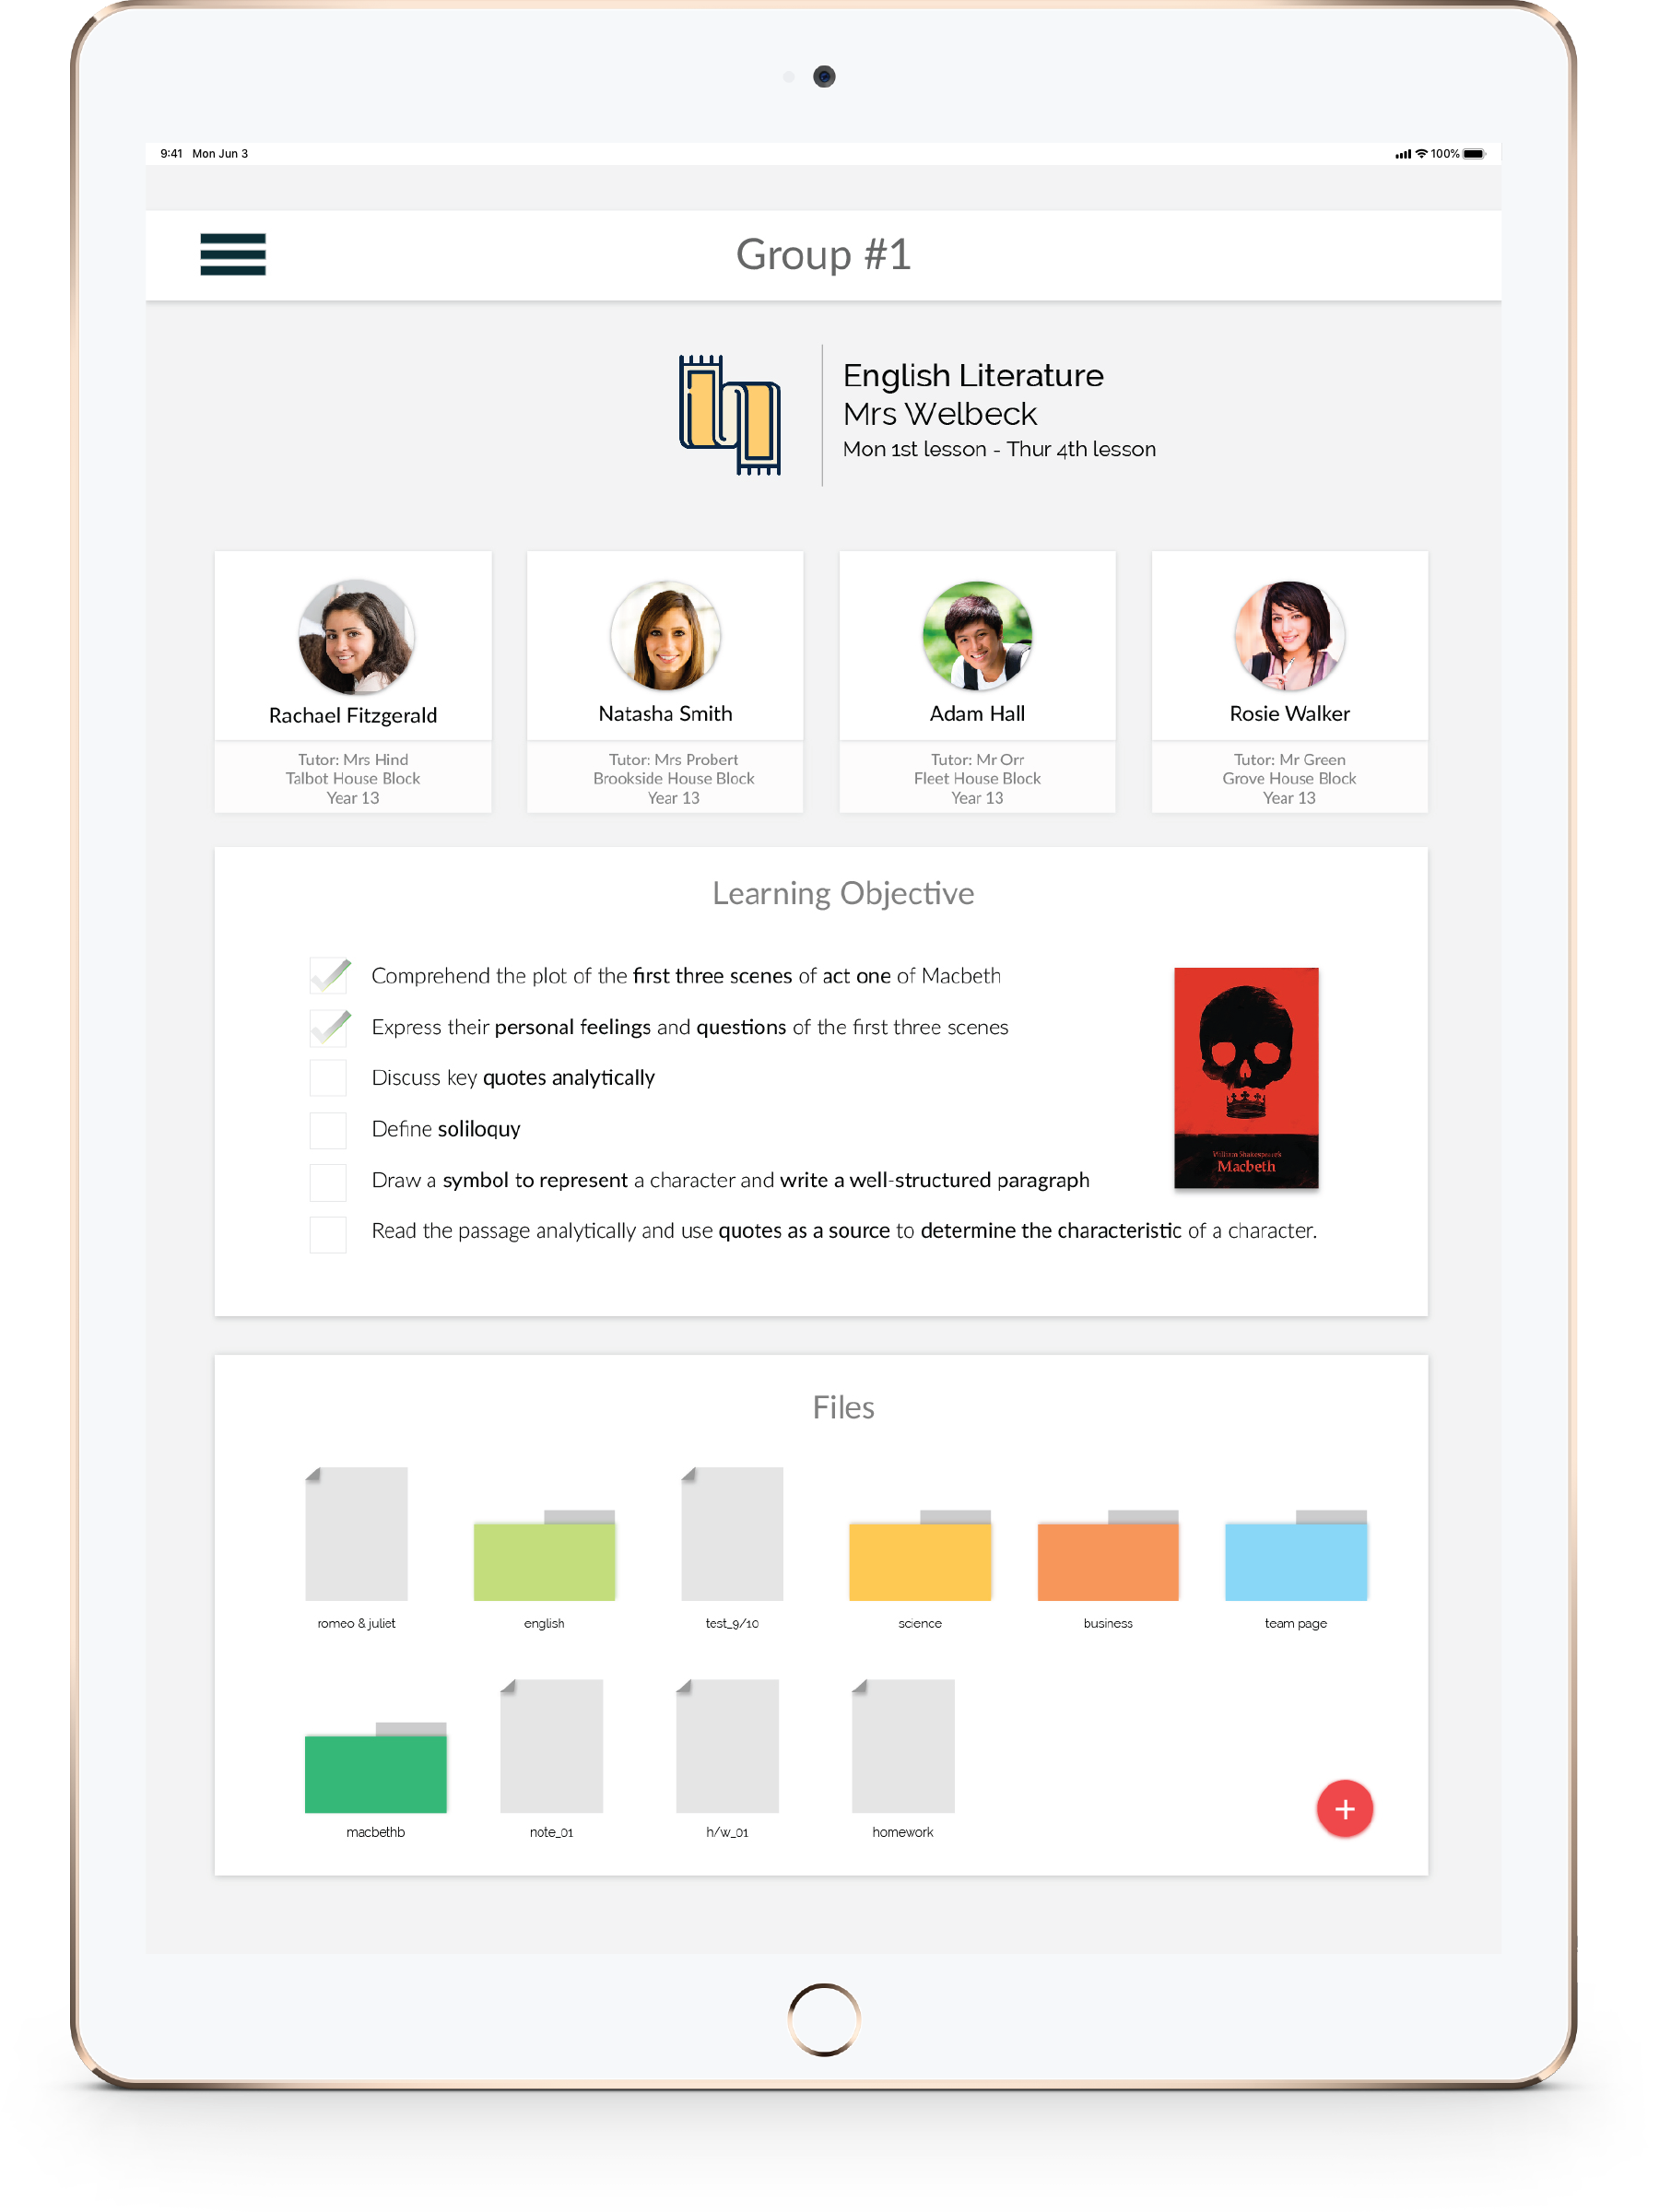 9:41 Mon Jun 3 100%
Group #1
English Literature
Mrs Welbeck
Mon 1st lesson - Thur 4th lesson
Rachael Fitzgerald
Tutor: Mrs Hind
Talbot House Block
Year 13
Natasha Smith
Tutor: Mrs Probert
Brookside House Block
Year 13
Adam Hall
Tutor: Mr Orr
Fleet House Block
Year 13
Rosie Walker
Tutor: Mr Green
Grove House Block
Year 13
Learning Objective
Comprehend the plot of the first three scenes of act one of Macbeth
Express their personal feelings and questions of the first three scenes
Discuss key quotes analytically
Define soliloquy
Draw a symbol to represent a character and write a well-structured paragraph
Read the passage analytically and use quotes as a source to determine the characteristic of a character.
William Shakespeare's
Macbeth
Files
romeo & juliet
english
test_9/10
science
business
team page
macbethb
note_01
h/w_01
homework
+